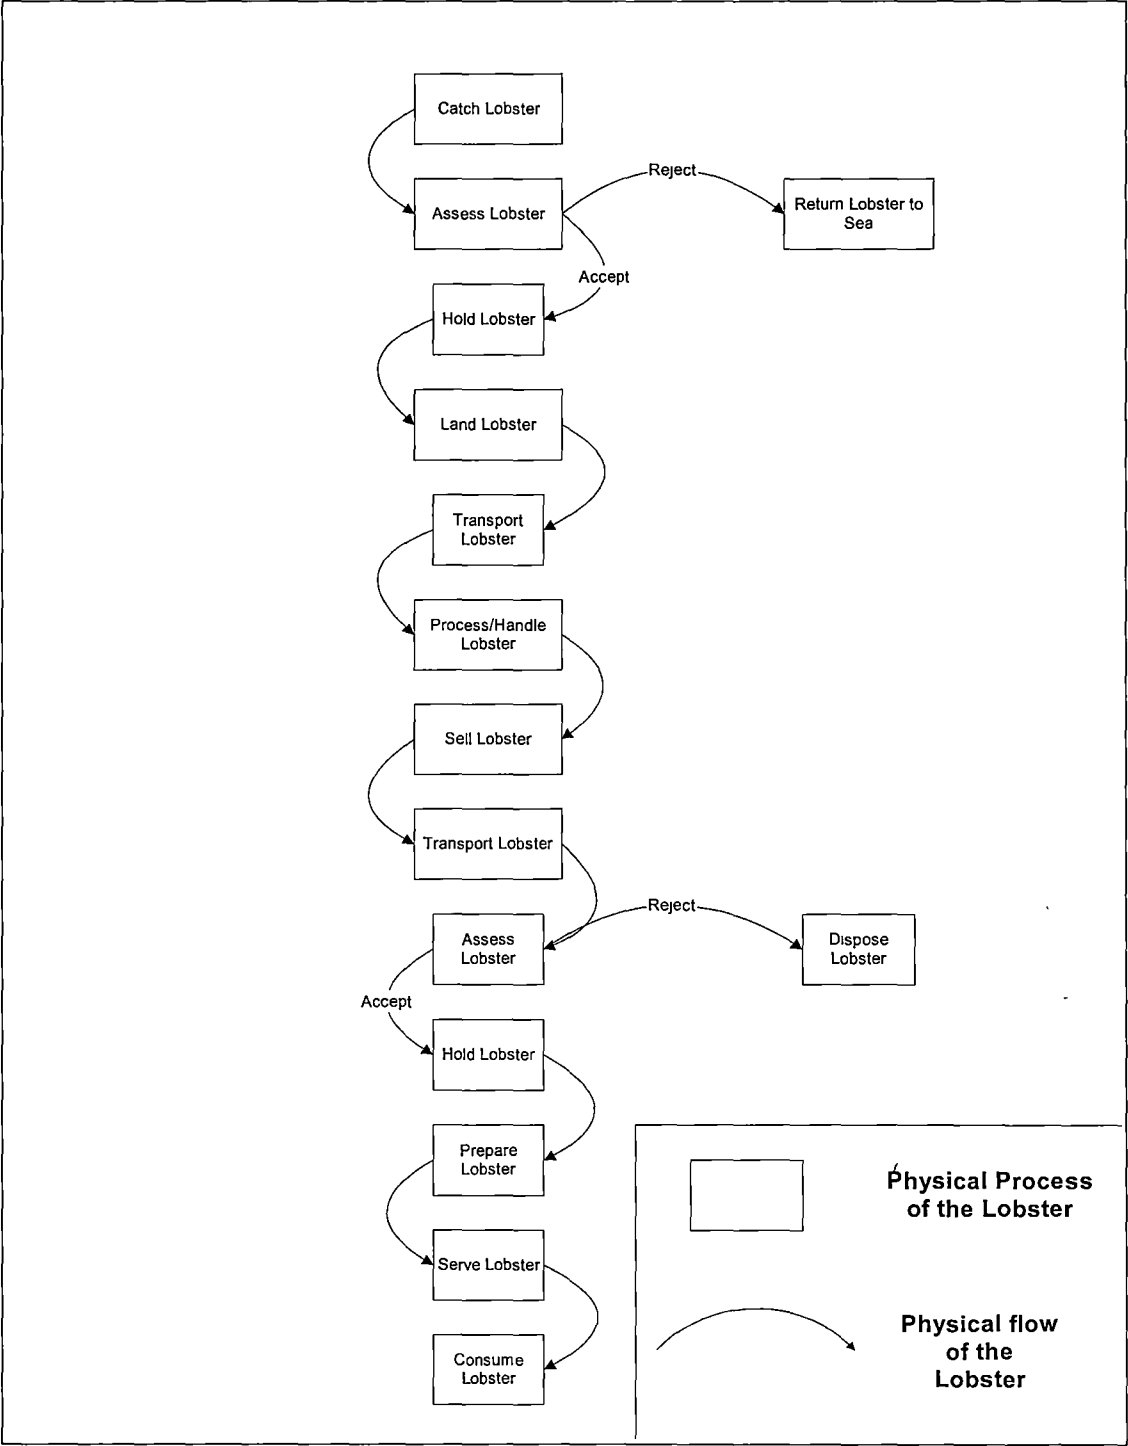 Catch Lobster
Reject
Assess Lobster
Return Lobster to
Sea
Accept
Hold Lobster
Land Lobster
Transport
Lobster
Process/Handle
Lobster
Sell Lobster
Transport Lobster
Reject
Assess
Lobster
Dispose
Lobster
Accept
Hold Lobster
Prepare
Lobster
Serve Lobster
Consume
Lobster
Physical Process
of the Lobster
Physical flow
of the
Lobster